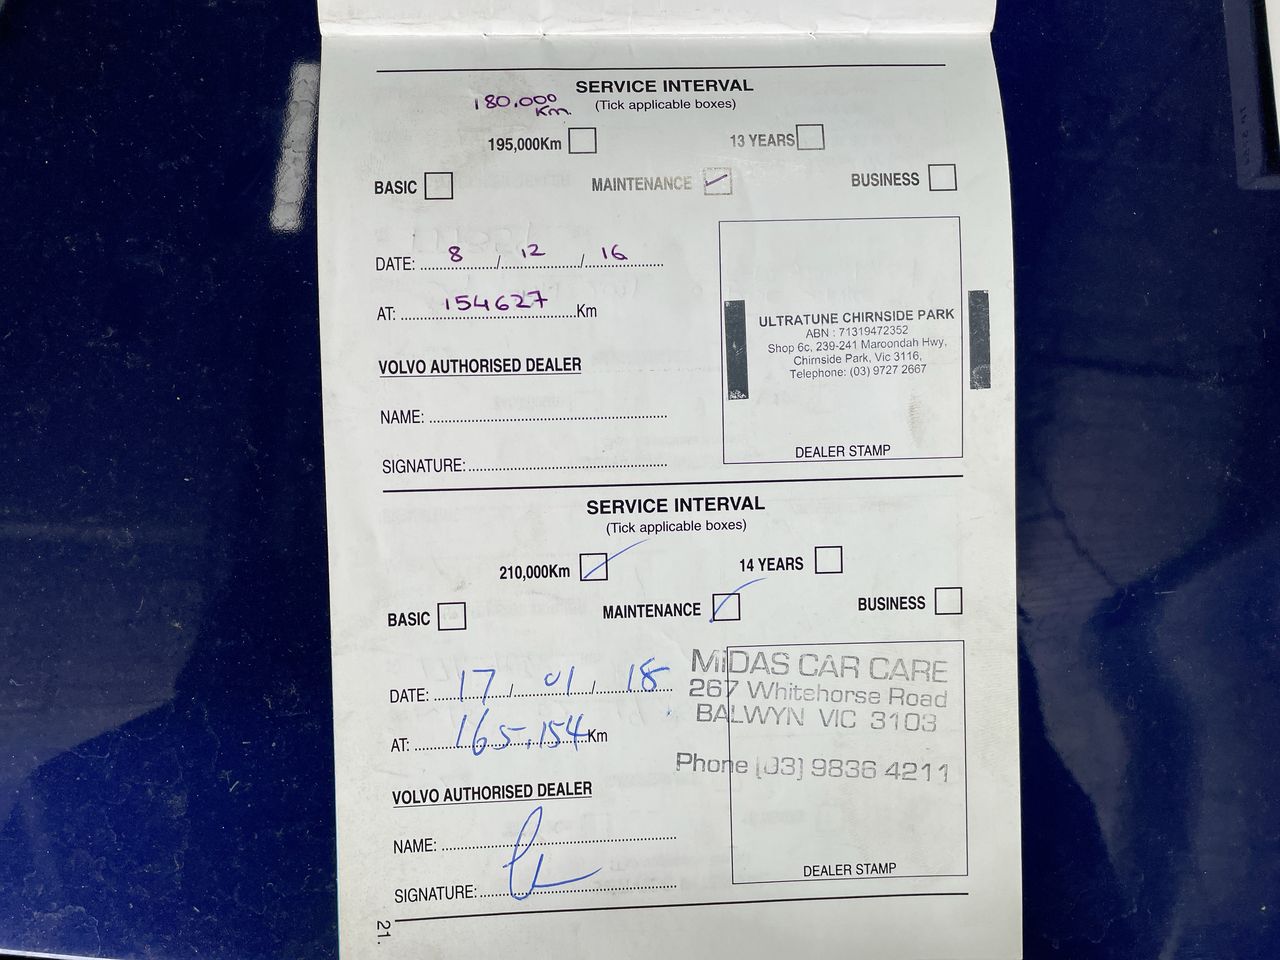 SERVICE INTERVAL
180.000
Km.
(Tick applicable boxes)
195,000Km
13 YEARS
BASIC
MAINTENANCE
BUSINESS
DATE: 8 / 12 / 16
AT: 154627 Km
VOLVO AUTHORISED DEALER
NAME:
SIGNATURE:
ULTRATUNE CHIRNSIDE PARK
ABN : 71319472352
Shop 6c, 239-241 Maroondah Hwy,
Chirnside Park, Vic 3116,
Telephone: (03) 9727 2667
DEALER STAMP
SERVICE INTERVAL
(Tick applicable boxes)
210,000Km
14 YEARS
BASIC
MAINTENANCE
BUSINESS
DATE: 17 / 01 / 18
AT: 165,154 Km
VOLVO AUTHORISED DEALER
NAME:
SIGNATURE:
MIDAS CAR CARE
267 Whitehorse Road
BALWYN VIC 3103
Phone (03) 9836 4211
DEALER STAMP
21.